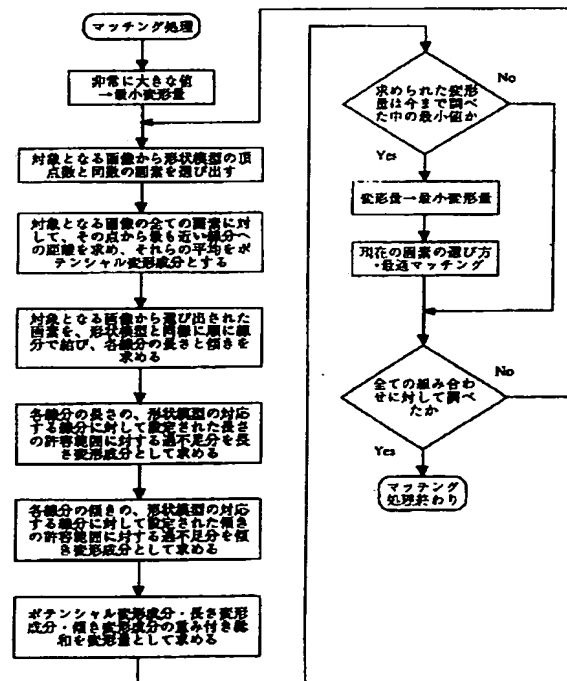 マッチング処理
非常に大きな値
→最小変形量
対象となる画像から形状模型の頂
点数と同数の画素を選び出す
対象となる画像の全ての画素に対
して、その点から最も近い線分へ
の距離を求め、それらの平均をポ
テンシャル変形成分とする
対象となる画像から選び出された
画素を、形状模型と同様に順に線
分で結び、各線分の長さと傾きを
求める
各線分の長さの、形状模型の対応
する線分に対して設定された長さ
の許容範囲に対する過不足分を長
さ変形成分として求める
各線分の傾きの、形状模型の対応
する線分に対して設定された傾き
の許容範囲に対する過不足分を傾
き変形成分として求める
ポテンシャル変形成分・長さ変形
成分・傾き変形成分の重み付き総
和を変形量として求める
求められた変形
量は今まで調べ
た中の最小値か
No
Yes
変形量→最小変形量
現在の画素の選び方
・最適マッチング
全ての組み合わ
せに対して調べ
たか
No
Yes
マッチング
処理終わり